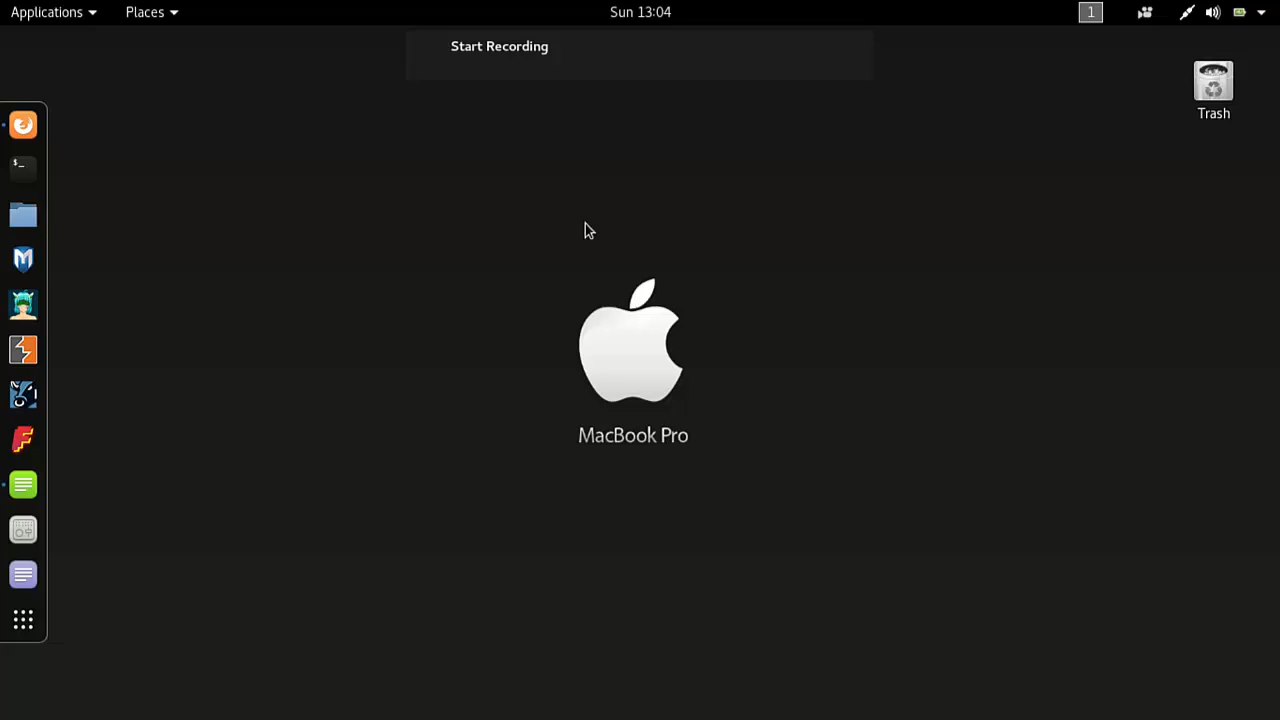 Applications Places Sun 13:04 1
Start Recording
Trash
$_
MacBook Pro